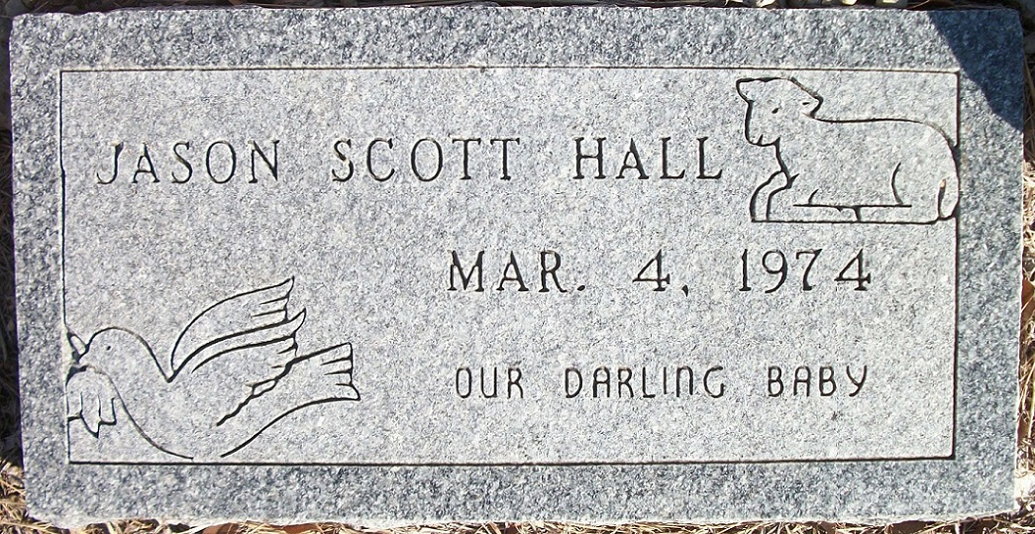 JASON SCOTT HALL
MAR. 4, 1974
OUR DARLING BABY